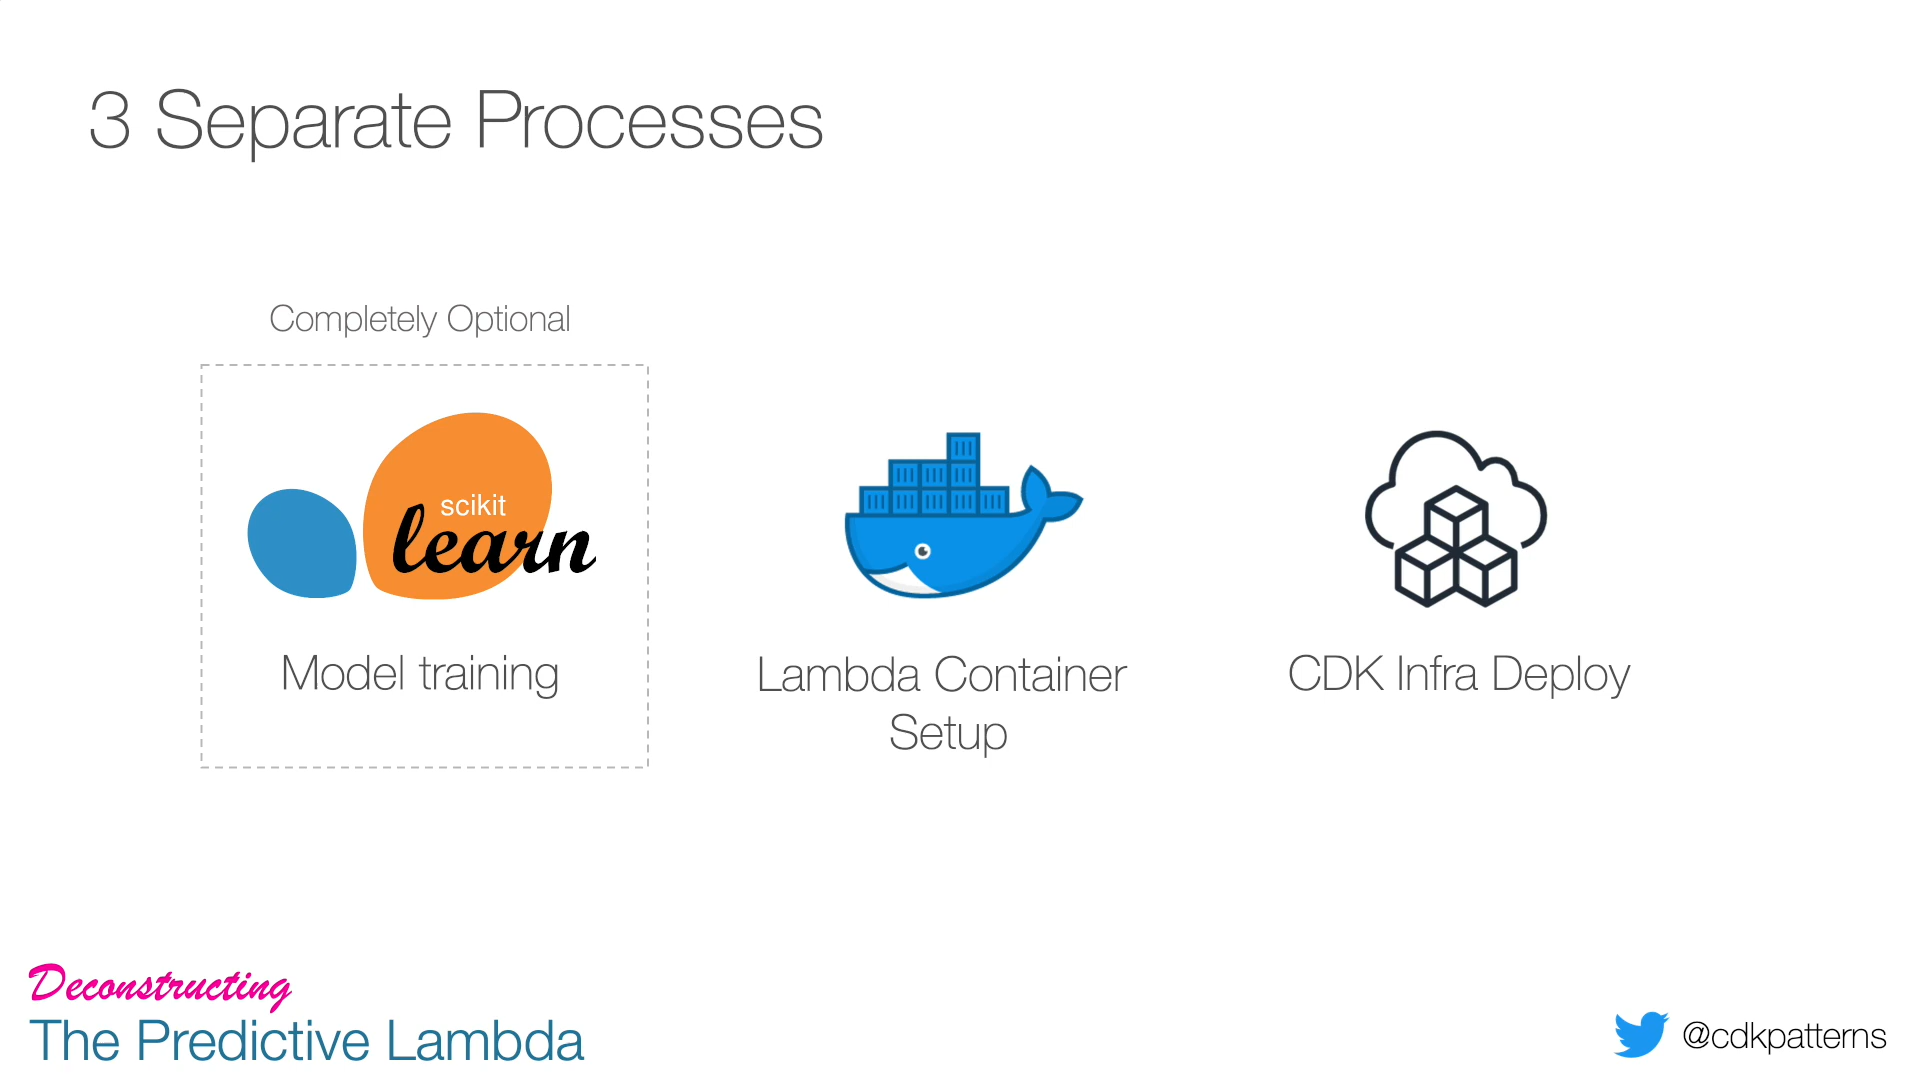 3 Separate Processes
Completely Optional
scikit
learn
Model training
Lambda Container
Setup
CDK Infra Deploy
Deconstructing
The Predictive Lambda
@cdkpatterns